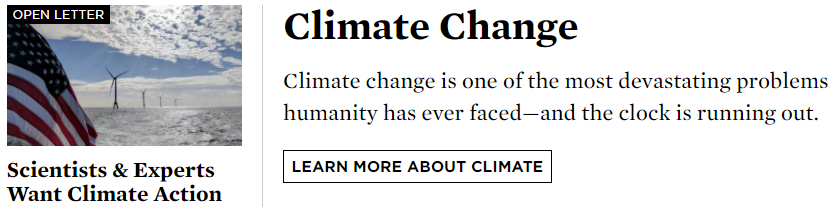 OPEN LETTER
Scientists & Experts
Want Climate Action
Climate Change
Climate change is one of the most devastating problems
humanity has ever faced—and the clock is running out.
LEARN MORE ABOUT CLIMATE